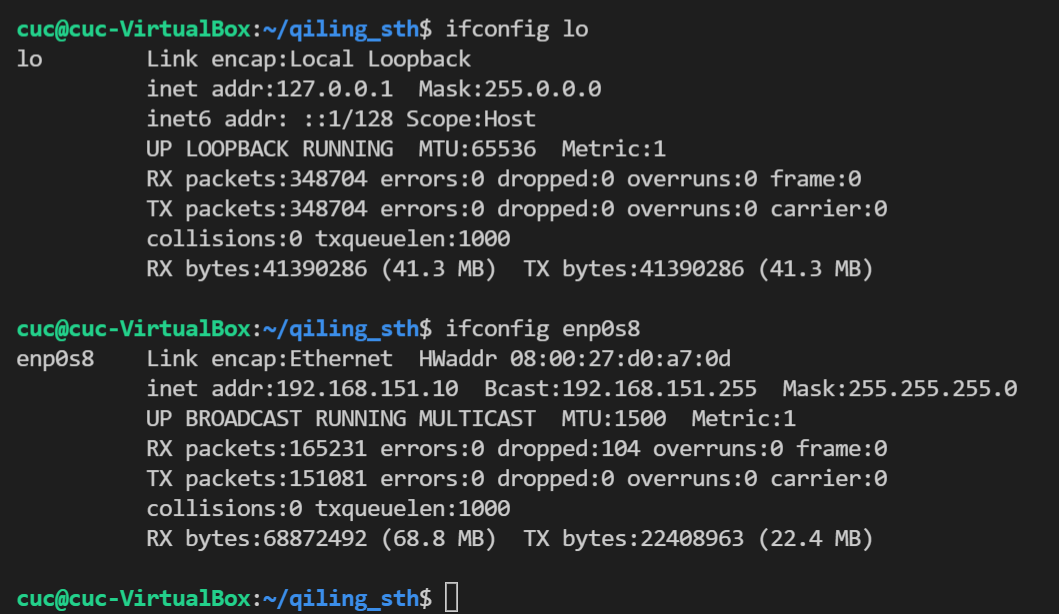 cuc@cuc-VirtualBox:~/qiling_sth$ ifconfig lo
lo        Link encap:Local Loopback
          inet addr:127.0.0.1  Mask:255.0.0.0
          inet6 addr: ::1/128 Scope:Host
          UP LOOPBACK RUNNING  MTU:65536  Metric:1
          RX packets:348704 errors:0 dropped:0 overruns:0 frame:0
          TX packets:348704 errors:0 dropped:0 overruns:0 carrier:0
          collisions:0 txqueuelen:1000
          RX bytes:41390286 (41.3 MB)  TX bytes:41390286 (41.3 MB)

cuc@cuc-VirtualBox:~/qiling_sth$ ifconfig enp0s8
enp0s8    Link encap:Ethernet  HWaddr 08:00:27:d0:a7:0d
          inet addr:192.168.151.10  Bcast:192.168.151.255  Mask:255.255.255.0
          UP BROADCAST RUNNING MULTICAST  MTU:1500  Metric:1
          RX packets:165231 errors:0 dropped:104 overruns:0 frame:0
          TX packets:151081 errors:0 dropped:0 overruns:0 carrier:0
          collisions:0 txqueuelen:1000
          RX bytes:68872492 (68.8 MB)  TX bytes:22408963 (22.4 MB)

cuc@cuc-VirtualBox:~/qiling_sth$